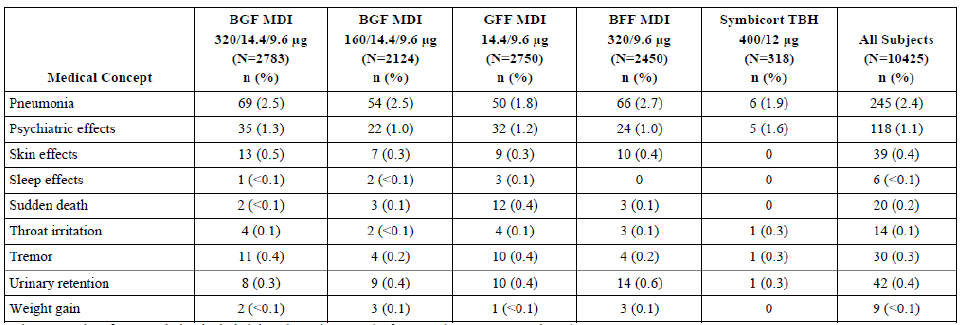 Medical Concept | BGF MDI 320/14.4/9.6 µg (N=2783) n (%) | BGF MDI 160/14.4/9.6 µg (N=2124) n (%) | GFF MDI 14.4/9.6 µg (N=2750) n (%) | BFF MDI 320/9.6 µg (N=2450) n (%) | Symbicort TBH 400/12 µg (N=318) n (%) | All Subjects (N=10425) n (%)
Pneumonia | 69 (2.5) | 54 (2.5) | 50 (1.8) | 66 (2.7) | 6 (1.9) | 245 (2.4)
Psychiatric effects | 35 (1.3) | 22 (1.0) | 32 (1.2) | 24 (1.0) | 5 (1.6) | 118 (1.1)
Skin effects | 13 (0.5) | 7 (0.3) | 9 (0.3) | 10 (0.4) | 0 | 39 (0.4)
Sleep effects | 1 (<0.1) | 2 (<0.1) | 3 (0.1) | 0 | 0 | 6 (<0.1)
Sudden death | 2 (<0.1) | 3 (0.1) | 12 (0.4) | 3 (0.1) | 0 | 20 (0.2)
Throat irritation | 4 (0.1) | 2 (<0.1) | 4 (0.1) | 3 (0.1) | 1 (0.3) | 14 (0.1)
Tremor | 11 (0.4) | 4 (0.2) | 10 (0.4) | 4 (0.2) | 1 (0.3) | 30 (0.3)
Urinary retention | 8 (0.3) | 9 (0.4) | 10 (0.4) | 14 (0.6) | 1 (0.3) | 42 (0.4)
Weight gain | 2 (<0.1) | 3 (0.1) | 1 (<0.1) | 3 (0.1) | 0 | 9 (<0.1)